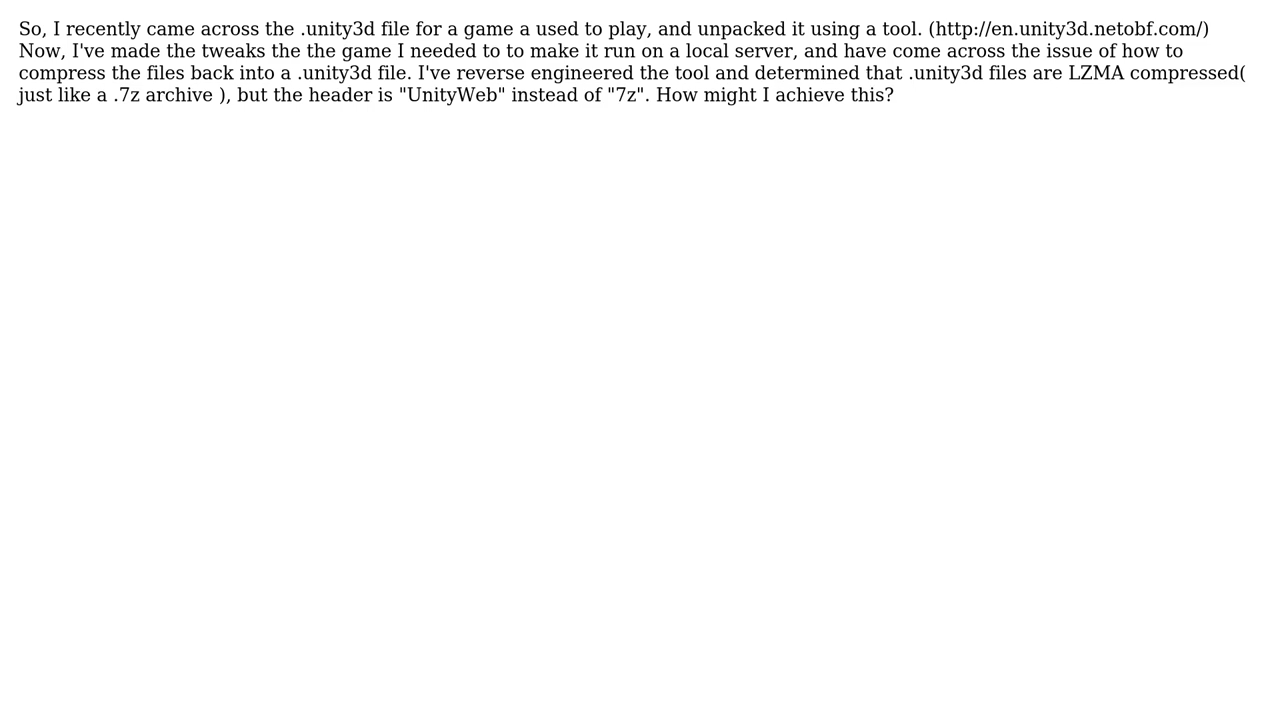 So, I recently came across the .unity3d file for a game a used to play, and unpacked it using a tool. (http://en.unity3d.netobf.com/)
Now, I've made the tweaks the the game I needed to to make it run on a local server, and have come across the issue of how to
compress the files back into a .unity3d file. I've reverse engineered the tool and determined that .unity3d files are LZMA compressed(
just like a .7z archive ), but the header is "UnityWeb" instead of "7z". How might I achieve this?